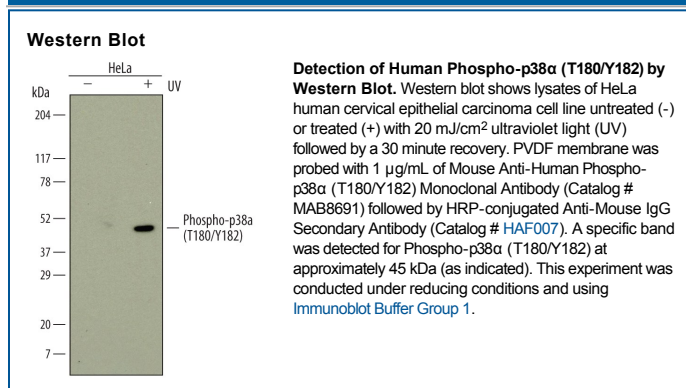 Western Blot
HeLa
− + UV
kDa
204
117
78
52
37
29
20
7
Phospho-p38a
(T180/Y182)
Detection of Human Phospho-p38α (T180/Y182) by
Western Blot. Western blot shows lysates of HeLa
human cervical epithelial carcinoma cell line untreated (-)
or treated (+) with 20 mJ/cm² ultraviolet light (UV)
followed by a 30 minute recovery. PVDF membrane was
probed with 1 µg/mL of Mouse Anti-Human Phospho-
p38α (T180/Y182) Monoclonal Antibody (Catalog #
MAB8691) followed by HRP-conjugated Anti-Mouse IgG
Secondary Antibody (Catalog # HAF007). A specific band
was detected for Phospho-p38α (T180/Y182) at
approximately 45 kDa (as indicated). This experiment was
conducted under reducing conditions and using
Immunoblot Buffer Group 1.